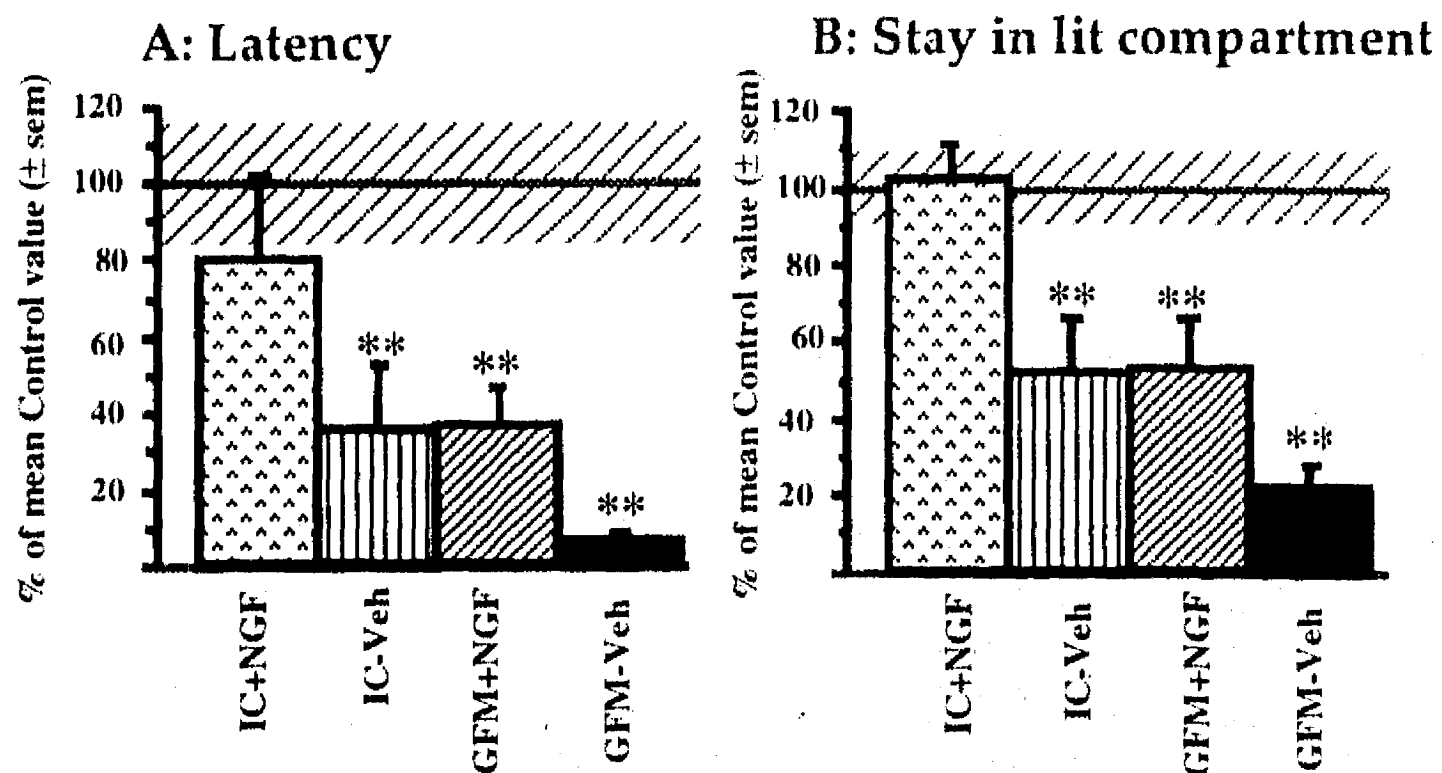 A: Latency
% of mean Control value (± sem)
120
100
80
60
40
20
**
**
**
IC+NGF
IC-Veh
GFM+NGF
GFM-Veh
B: Stay in lit compartment
% of mean Control value (± sem)
120
100
80
60
40
20
**
**
**
IC+NGF
IC-Veh
GFM+NGF
GFM-Veh